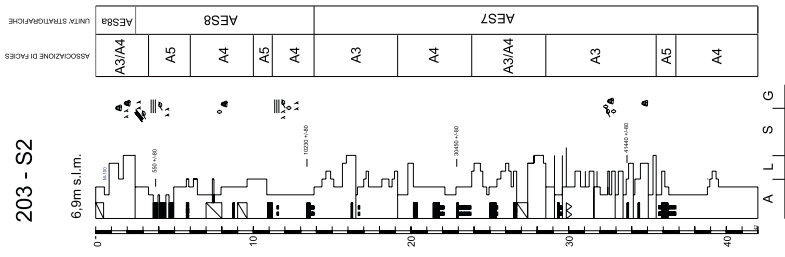 203 - S2
6,9m s.l.m.
UNITA' STRATIGRAFICHE
AES8a
AES8
AES7
ASSOCIAZIONE DI FACIES
A3/A4
A5
A4
A5
A4
A3
A4
A3/A4
A3
A5
A4
G
S
L
A
550 +/-80
10230 +/-80
30450 +/-80
41440 +/-80
0
10
20
30
40